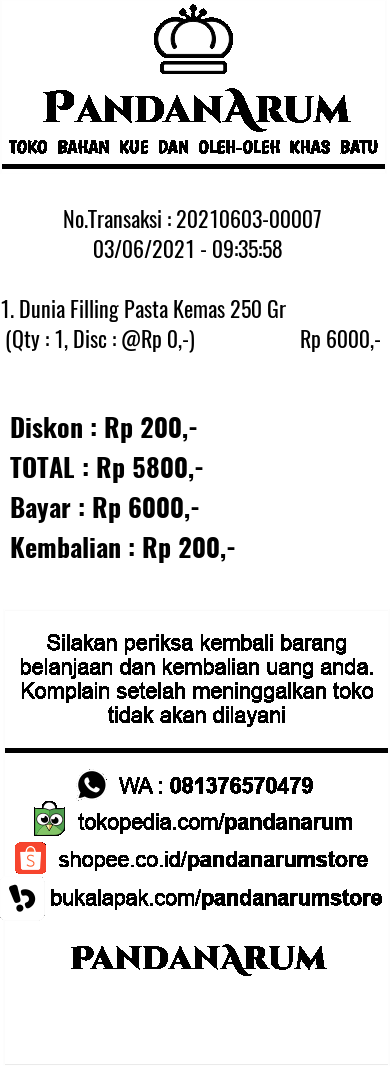 PANDANARUM
TOKO BAHAN KUE DAN OLEH-OLEH KHAS BATU
No.Transaksi : 20210603-00007
03/06/2021 - 09:35:58
1. Dunia Filling Pasta Kemas 250 Gr
(Qty : 1, Disc : @Rp 0,-) Rp 6000,-
Diskon : Rp 200,-
TOTAL : Rp 5800,-
Bayar : Rp 6000,-
Kembalian : Rp 200,-
Silakan periksa kembali barang
belanjaan dan kembalian uang anda.
Komplain setelah meninggalkan toko
tidak akan dilayani
WA : 081376570479
tokopedia.com/pandanarum
shopee.co.id/pandanarumstore
bukalapak.com/pandanarumstore
PANDANARUM